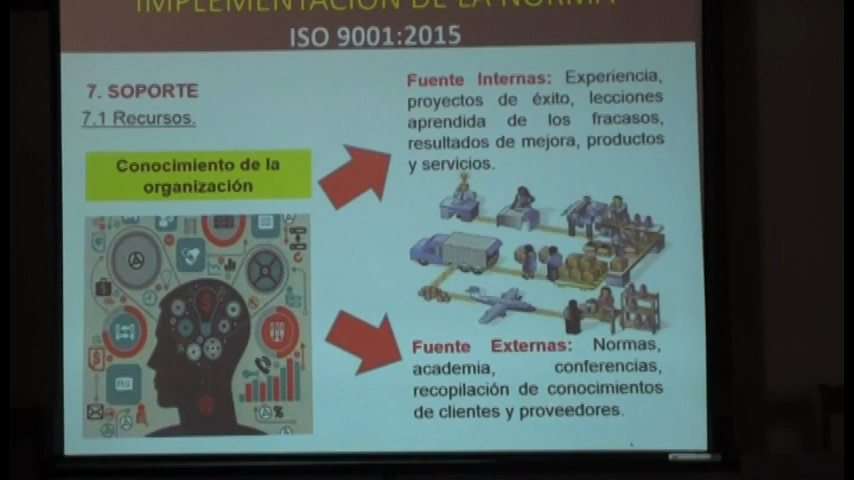 IMPLEMENTACIÓN DE LA NORMA
ISO 9001:2015
7. SOPORTE
7.1 Recursos.
Conocimiento de la
organización
Fuente Internas: Experiencia,
proyectos de éxito, lecciones
aprendida de los fracasos,
resultados de mejora, productos
y servicios.
Fuente Externas: Normas,
academia, conferencias,
recopilación de conocimientos
de clientes y proveedores.